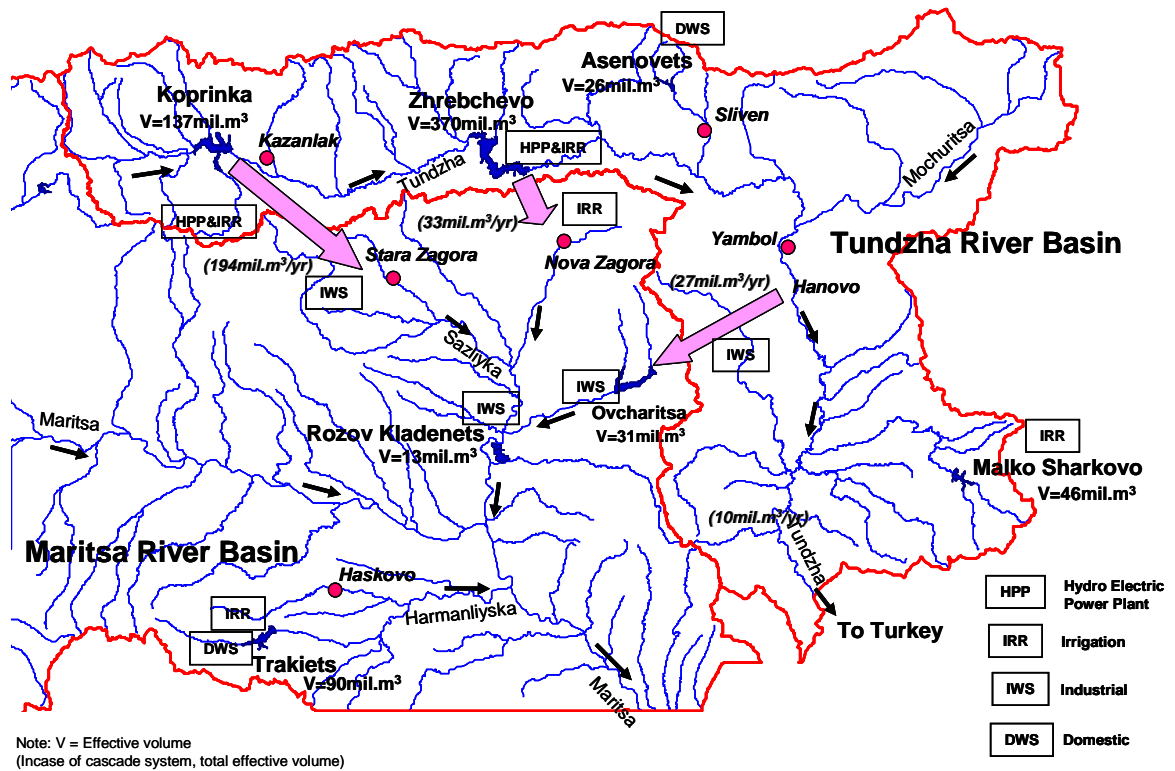 DWS
Asenovets
V=26mil.m³
Koprinka
V=137mil.m³
Zhrebchevo
V=370mil.m³
Sliven
Kazanlak
HPP&IRR
Tundzha
Mochuritsa
HPP&IRR
(33mil.m³/yr)
IRR
Yambol
Tundzha River Basin
Stara Zagora
Nova Zagora
(194mil.m³/yr)
(27mil.m³/yr)
Hanovo
IWS
Sazliyka
IWS
IWS
IWS
Ovcharitsa
V=31mil.m³
Maritsa
Rozov Kladenets
V=13mil.m³
IRR
Malko Sharkovo
V=46mil.m³
(10mil.m³/yr)
Tundzha
Maritsa River Basin
Haskovo
Harmanliyska
IRR
DWS
Trakiets
V=90mil.m³
Maritsa
To Turkey
HPP Hydro Electric
Power Plant
IRR Irrigation
IWS Industrial
DWS Domestic
Note: V = Effective volume
(Incase of cascade system, total effective volume)